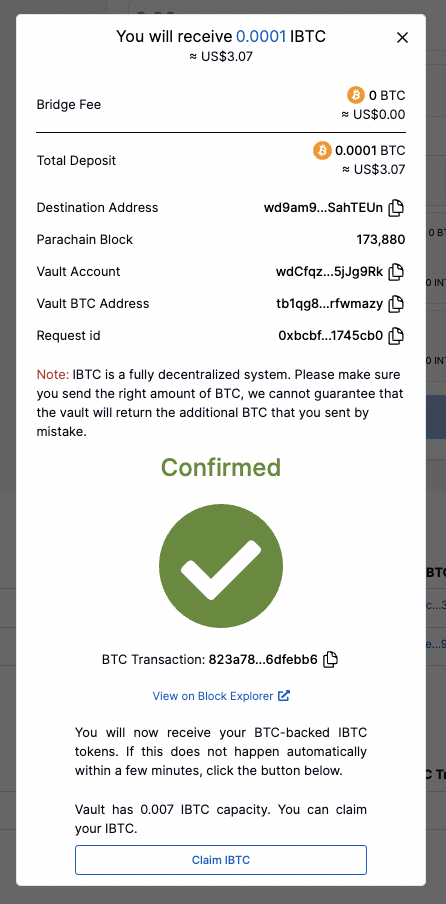 You will receive 0.0001 IBTC
≈ US$3.07
Bridge Fee
0 BTC
≈ US$0.00
Total Deposit
0.0001 BTC
≈ US$3.07
Destination Address wd9am9...SahTEUn
Parachain Block 173,880
Vault Account wdCfqz...5jJg9Rk
Vault BTC Address tb1qg8...rfwmazy
Request id 0xbcbf...1745cb0
Note: IBTC is a fully decentralized system. Please make sure
you send the right amount of BTC, we cannot guarantee that
the vault will return the additional BTC that you sent by
mistake.
Confirmed
BTC Transaction: 823a78...6dfebb6
View on Block Explorer
You will now receive your BTC-backed IBTC
tokens. If this does not happen automatically
within a few minutes, click the button below.
Vault has 0.007 IBTC capacity. You can claim
your IBTC.
Claim IBTC